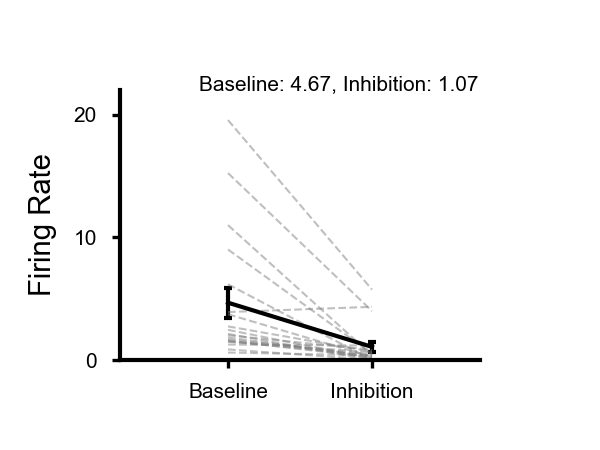 Baseline: 4.67, Inhibition: 1.07
20
10
0
Firing Rate
Baseline
Inhibition